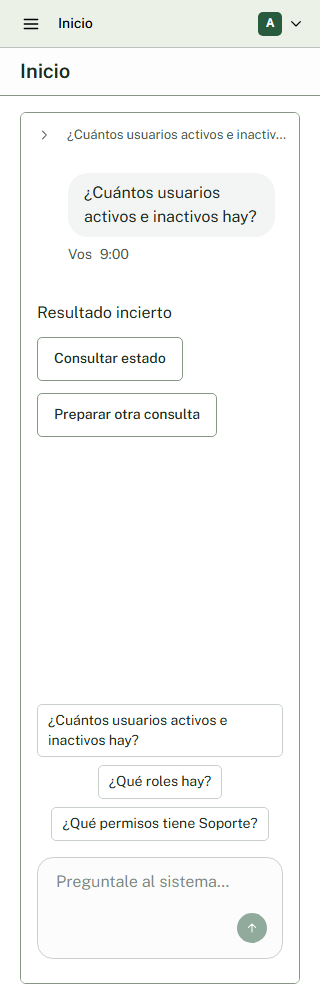 Inicio
A
Inicio
¿Cuántos usuarios activos e inactiv...
¿Cuántos usuarios
activos e inactivos hay?
Vos 9:00
Resultado incierto
Consultar estado
Preparar otra consulta
¿Cuántos usuarios activos e
inactivos hay?
¿Qué roles hay?
¿Qué permisos tiene Soporte?
Preguntale al sistema...